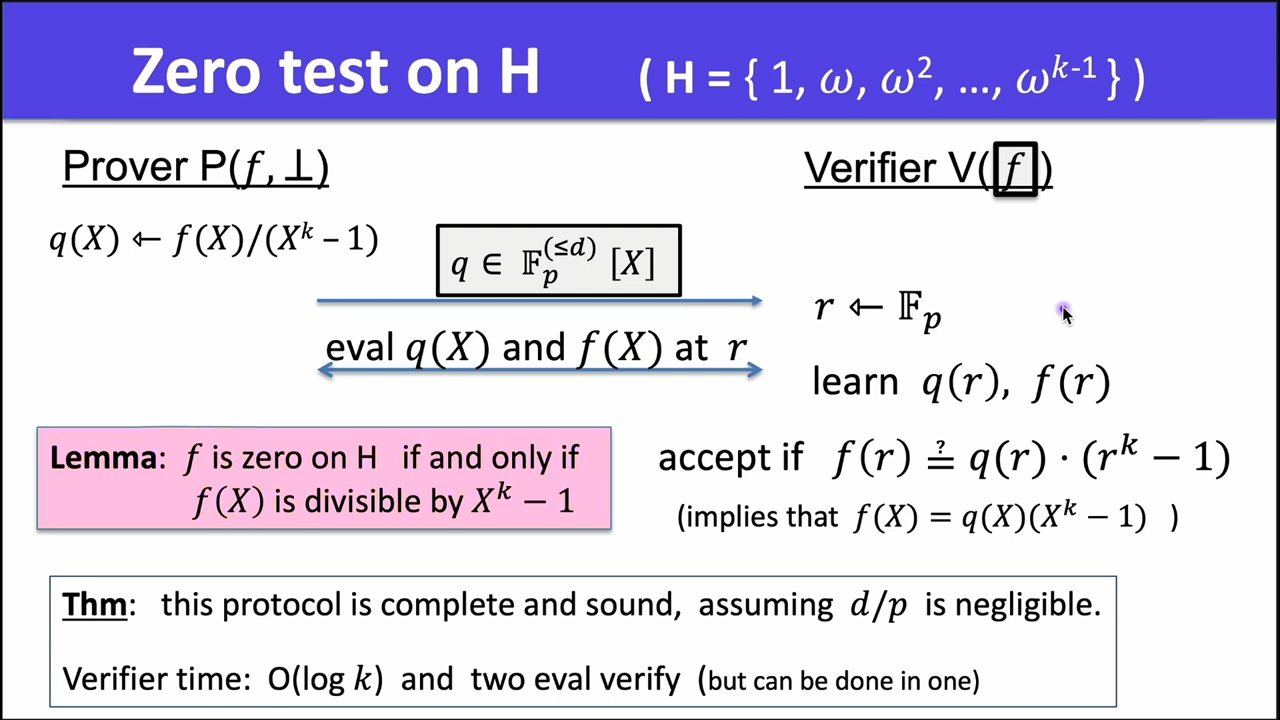 Zero test on H ( H = { 1, ω, ω², …, ωᵏ⁻¹ } )
Prover P(f, ⊥)
Verifier V( f )
q(X) ← f(X)/(Xᵏ – 1)
q ∈ 𝔽ₚ^(≤d) [X]
r ← 𝔽ₚ
eval q(X) and f(X) at r
learn q(r), f(r)
Lemma: f is zero on H if and only if
f(X) is divisible by Xᵏ − 1
accept if f(r) ≟ q(r) · (rᵏ − 1)
(implies that f(X) = q(X)(Xᵏ − 1) )
Thm: this protocol is complete and sound, assuming d/p is negligible.
Verifier time: O(log k) and two eval verify (but can be done in one)